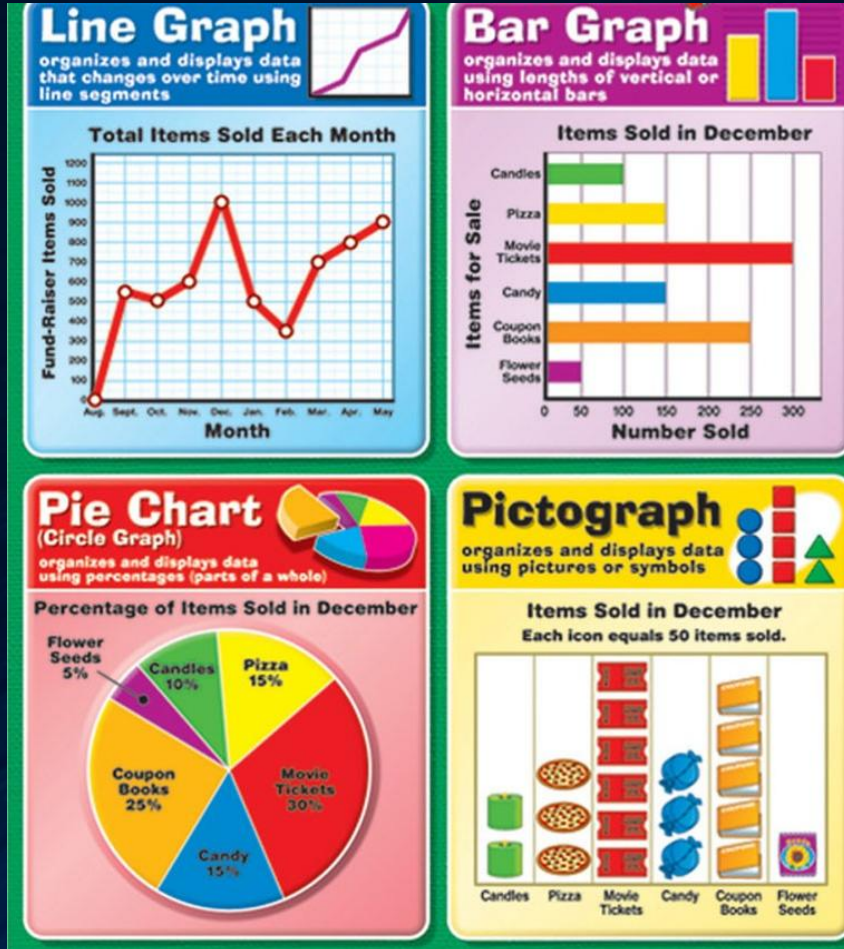 Line Graph
organizes and displays data
that changes over time using
line segments
Total Items Sold Each Month
Fund-Raiser Items Sold
1200
1100
1000
900
800
700
600
500
400
300
200
100
0
Aug. Sept. Oct. Nov. Dec. Jan. Feb. Mar. Apr. May
Month
Bar Graph
organizes and displays data
using lengths of vertical or
horizontal bars
Items Sold in December
Items for Sale
Candles
Pizza
Movie
Tickets
Candy
Coupon
Books
Flower
Seeds
0 50 100 150 200 250 300
Number Sold
Pie Chart
(Circle Graph)
organizes and displays data
using percentages (parts of a whole)
Percentage of Items Sold in December
Flower
Seeds
5%
Candles
10%
Pizza
15%
Coupon
Books
25%
Movie
Tickets
30%
Candy
15%
Pictograph
organizes and displays data
using pictures or symbols
Items Sold in December
Each icon equals 50 items sold.
Candles Pizza Movie Tickets Candy Coupon Books Flower Seeds